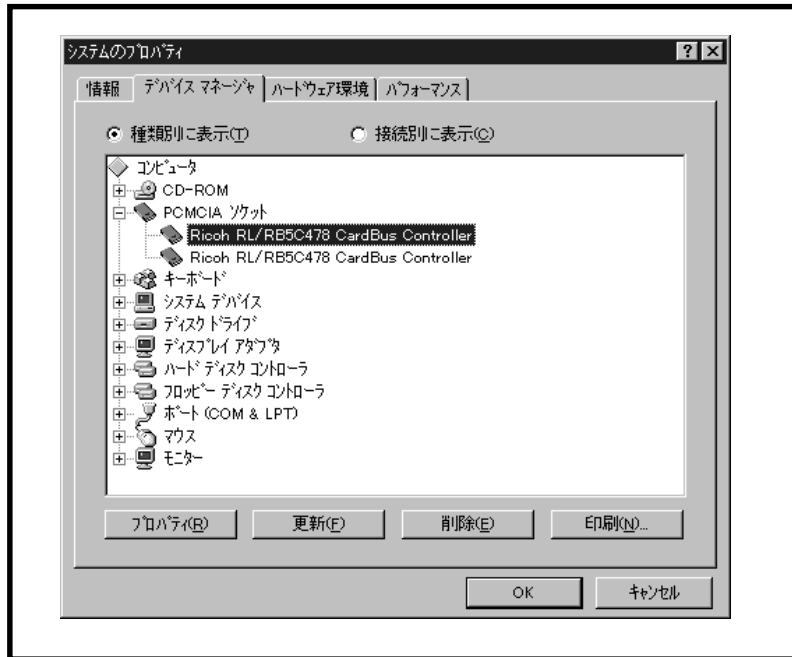 システムのﾌﾟﾛﾊﾟﾃｨ
情報 ﾃﾞﾊﾞｲｽ ﾏﾈｰｼﾞｬ ﾊｰﾄﾞｳｪｱ環境 ﾊﾟﾌｫｰﾏﾝｽ
種類別に表示(T) 接続別に表示(C)
ｺﾝﾋﾟｭｰﾀ
CD-ROM
PCMCIA ｿｹｯﾄ
Ricoh RL/RB5C478 CardBus Controller
Ricoh RL/RB5C478 CardBus Controller
ｷｰﾎﾞｰﾄﾞ
ｼｽﾃﾑ ﾃﾞﾊﾞｲｽ
ﾃﾞｨｽｸ ﾄﾞﾗｲﾌﾞ
ﾃﾞｨｽﾌﾟﾚｲ ｱﾀﾞﾌﾟﾀ
ﾊｰﾄﾞ ﾃﾞｨｽｸ ｺﾝﾄﾛｰﾗ
ﾌﾛｯﾋﾟｰ ﾃﾞｨｽｸ ｺﾝﾄﾛｰﾗ
ﾎﾟｰﾄ (COM & LPT)
ﾏｳｽ
ﾓﾆﾀｰ
ﾌﾟﾛﾊﾟﾃｨ(R) 更新(F) 削除(E) 印刷(N)...
OK ｷｬﾝｾﾙ